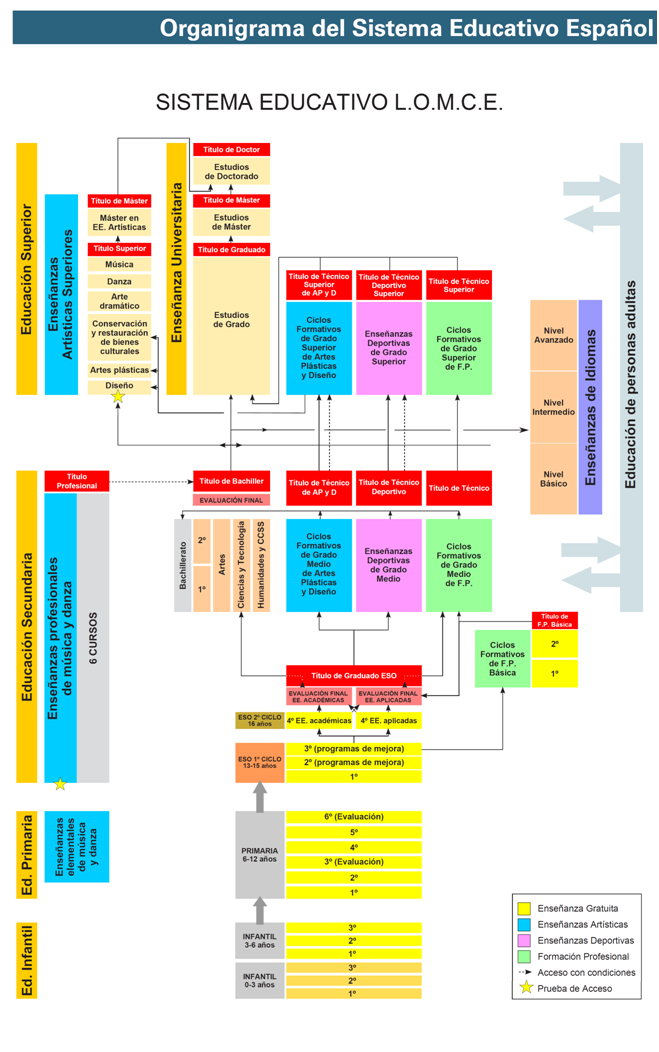 Organigrama del Sistema Educativo Español
SISTEMA EDUCATIVO L.O.M.C.E.
Educación Superior
Enseñanzas
Artísticas Superiores
Título de Máster
Máster en
EE. Artísticas
Título Superior
Música
Danza
Arte
dramático
Conservación
y restauración
de bienes
culturales
Artes plásticas
Diseño
Enseñanza Universitaria
Título de Doctor
Estudios
de Doctorado
Título de Máster
Estudios
de Máster
Título de Graduado
Estudios
de Grado
Título de Técnico
Superior
de AP y D
Ciclos
Formativos
de Grado
Superior
de Artes
Plásticas
y Diseño
Título de Técnico
Deportivo
Superior
Enseñanzas
Deportivas
de Grado
Superior
Título de Técnico
Superior
Ciclos
Formativos
de Grado
Superior
de F.P.
Nivel
Avanzado
Nivel
Intermedio
Nivel
Básico
Enseñanzas de Idiomas
Educación de personas adultas
Educación Secundaria
Título
Profesional
Enseñanzas profesionales
de música y danza
6 CURSOS
Título de Bachiller
EVALUACIÓN FINAL
Bachillerato
2º
1º
Artes
Ciencias y Tecnología
Humanidades y CCSS
Título de Técnico
de AP y D
Ciclos
Formativos
de Grado
Medio
de Artes
Plásticas
y Diseño
Título de Técnico
Deportivo
Enseñanzas
Deportivas
de Grado
Medio
Título de Técnico
Ciclos
Formativos
de Grado
Medio
de F.P.
Título de
F.P. Básica
Ciclos
Formativos
de F.P.
Básica
2º
1º
Título de Graduado ESO
EVALUACIÓN FINAL
EE. ACADÉMICAS
EVALUACIÓN FINAL
EE. APLICADAS
ESO 2º CICLO
16 años
4º EE. académicas
4º EE. aplicadas
ESO 1º CICLO
13-15 años
3º (programas de mejora)
2º (programas de mejora)
1º
Ed. Primaria
Enseñanzas
elementales
de música
y danza
PRIMARIA
6-12 años
6º (Evaluación)
5º
4º
3º (Evaluación)
2º
1º
Ed. Infantil
INFANTIL
3-6 años
3º
2º
1º
INFANTIL
0-3 años
3º
2º
1º
Enseñanza Gratuita
Enseñanzas Artísticas
Enseñanzas Deportivas
Formación Profesional
Acceso con condiciones
Prueba de Acceso